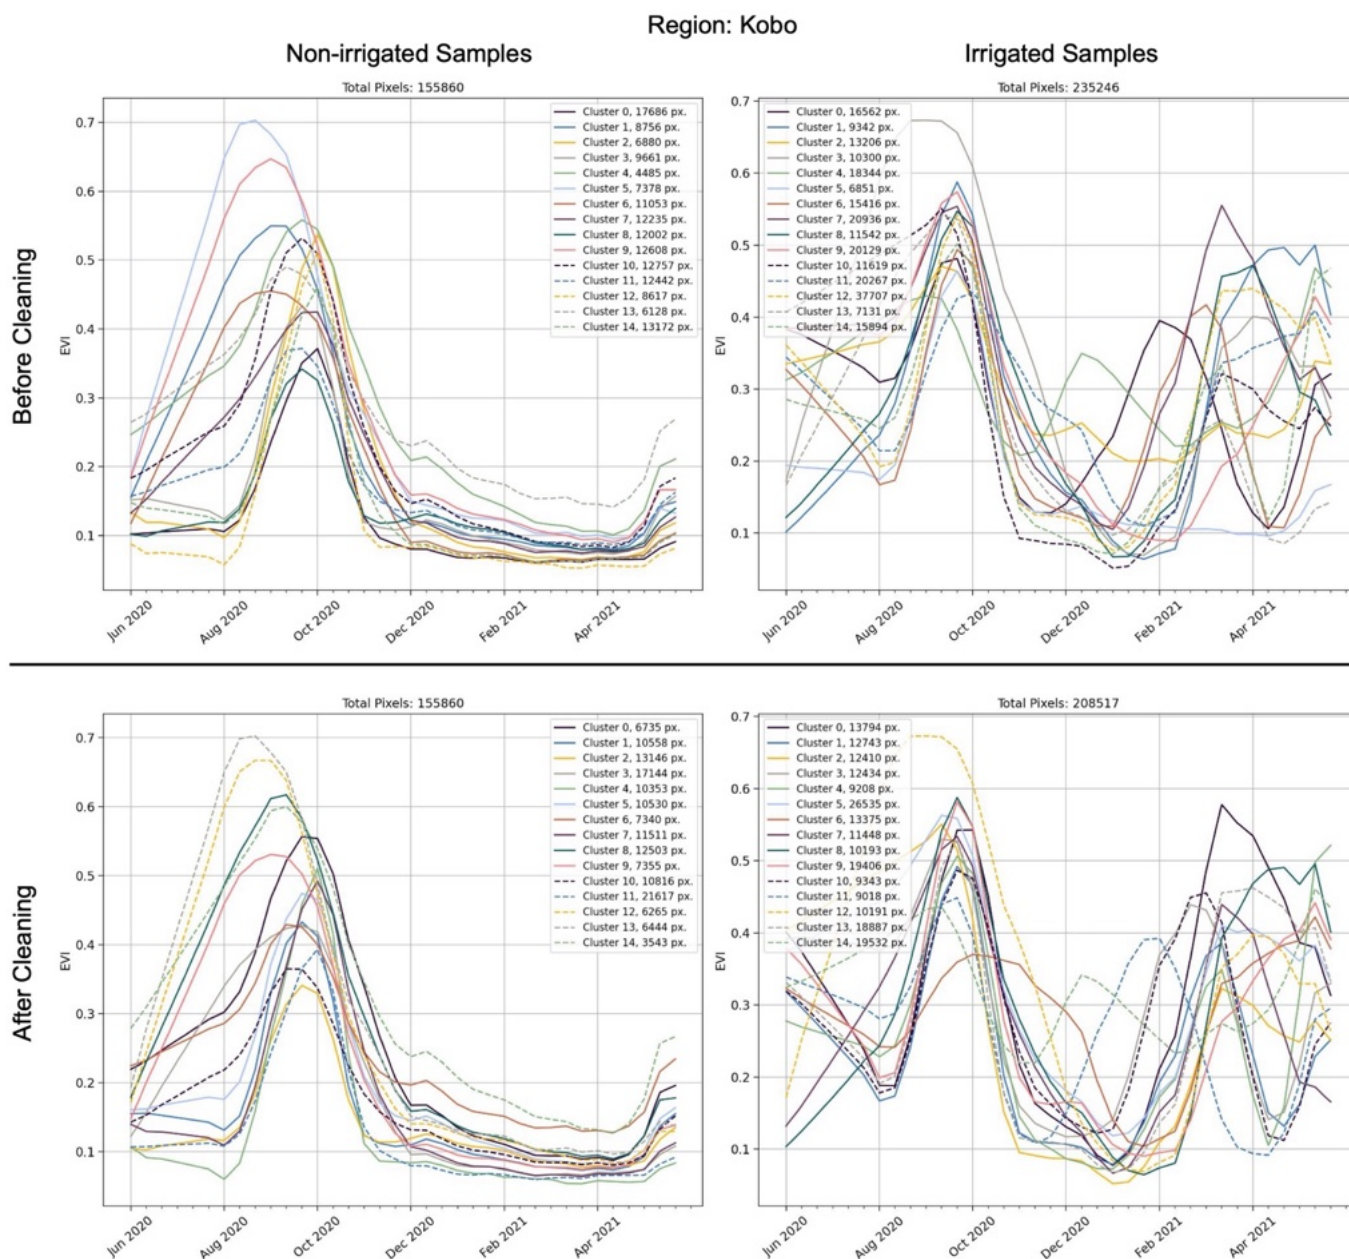 Region: Kobo
Non-irrigated Samples
Irrigated Samples
Before Cleaning
Total Pixels: 155860
EVI
0.7
0.6
0.5
0.4
0.3
0.2
0.1
Cluster 0, 17686 px.
Cluster 1, 8756 px.
Cluster 2, 6880 px.
Cluster 3, 9661 px.
Cluster 4, 4485 px.
Cluster 5, 7378 px.
Cluster 6, 11053 px.
Cluster 7, 12235 px.
Cluster 8, 12002 px.
Cluster 9, 12608 px.
Cluster 10, 12757 px.
Cluster 11, 12442 px.
Cluster 12, 8617 px.
Cluster 13, 6128 px.
Cluster 14, 13172 px.
Jun 2020
Aug 2020
Oct 2020
Dec 2020
Feb 2021
Apr 2021
Total Pixels: 235246
EVI
0.7
0.6
0.5
0.4
0.3
0.2
0.1
Cluster 0, 16562 px.
Cluster 1, 9342 px.
Cluster 2, 13206 px.
Cluster 3, 10300 px.
Cluster 4, 18344 px.
Cluster 5, 6851 px.
Cluster 6, 15416 px.
Cluster 7, 20936 px.
Cluster 8, 11542 px.
Cluster 9, 20129 px.
Cluster 10, 11619 px.
Cluster 11, 20267 px.
Cluster 12, 37707 px.
Cluster 13, 7131 px.
Cluster 14, 15894 px.
Jun 2020
Aug 2020
Oct 2020
Dec 2020
Feb 2021
Apr 2021
After Cleaning
Total Pixels: 155860
EVI
0.7
0.6
0.5
0.4
0.3
0.2
0.1
Cluster 0, 6735 px.
Cluster 1, 10558 px.
Cluster 2, 13146 px.
Cluster 3, 17144 px.
Cluster 4, 10353 px.
Cluster 5, 10530 px.
Cluster 6, 7340 px.
Cluster 7, 11511 px.
Cluster 8, 12503 px.
Cluster 9, 7355 px.
Cluster 10, 10816 px.
Cluster 11, 21617 px.
Cluster 12, 6265 px.
Cluster 13, 6444 px.
Cluster 14, 3543 px.
Jun 2020
Aug 2020
Oct 2020
Dec 2020
Feb 2021
Apr 2021
Total Pixels: 208517
EVI
0.7
0.6
0.5
0.4
0.3
0.2
0.1
Cluster 0, 13794 px.
Cluster 1, 12743 px.
Cluster 2, 12410 px.
Cluster 3, 12434 px.
Cluster 4, 9208 px.
Cluster 5, 26535 px.
Cluster 6, 13375 px.
Cluster 7, 11448 px.
Cluster 8, 10193 px.
Cluster 9, 19406 px.
Cluster 10, 9343 px.
Cluster 11, 9018 px.
Cluster 12, 10191 px.
Cluster 13, 18887 px.
Cluster 14, 19532 px.
Jun 2020
Aug 2020
Oct 2020
Dec 2020
Feb 2021
Apr 2021